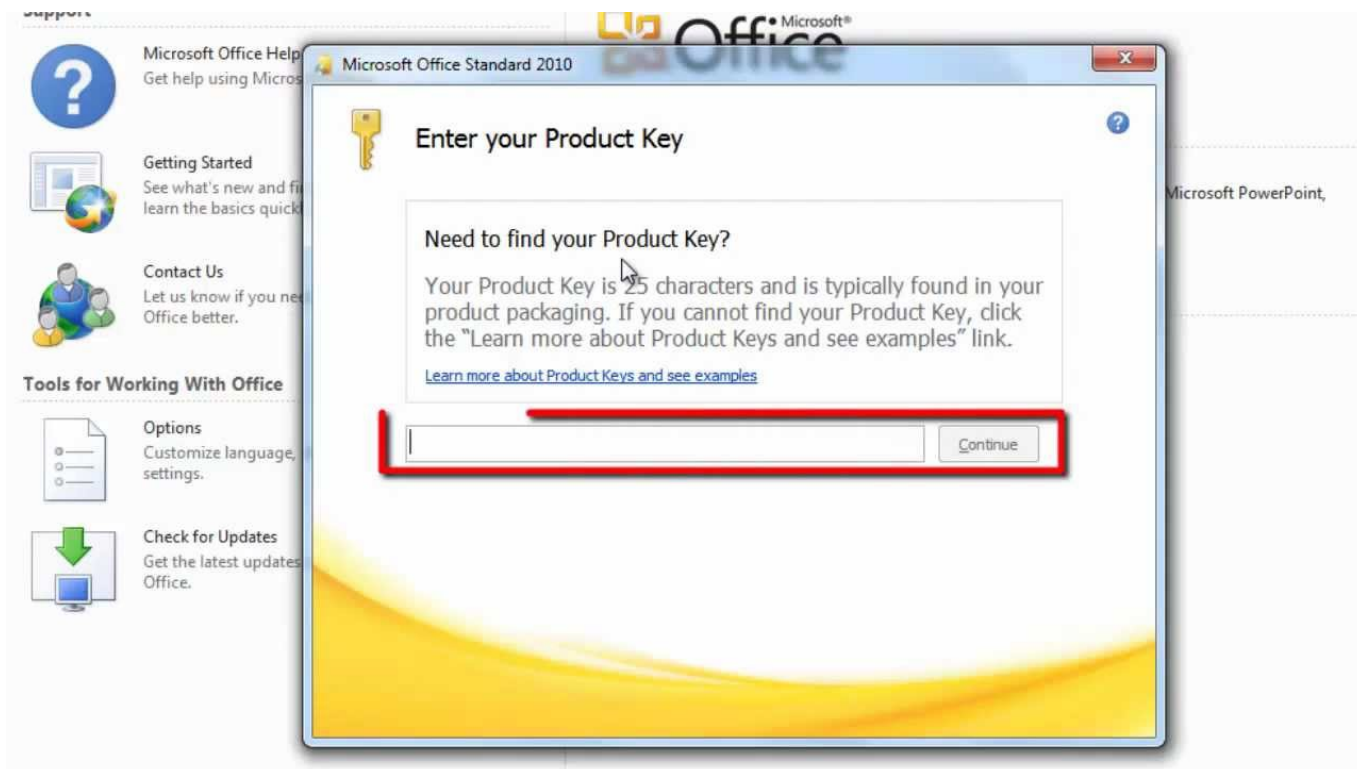 Support
Microsoft Office Help
Get help using Micros
Getting Started
See what's new and fi
learn the basics quickl
Contact Us
Let us know if you nee
Office better.
Tools for Working With Office
Options
Customize language,
settings.
Check for Updates
Get the latest updates
Office.
Microsoft®
Office
Microsoft Office Standard 2010
Enter your Product Key
Need to find your Product Key?
Your Product Key is 25 characters and is typically found in your
product packaging. If you cannot find your Product Key, click
the "Learn more about Product Keys and see examples" link.
Learn more about Product Keys and see examples
Continue
Microsoft PowerPoint,